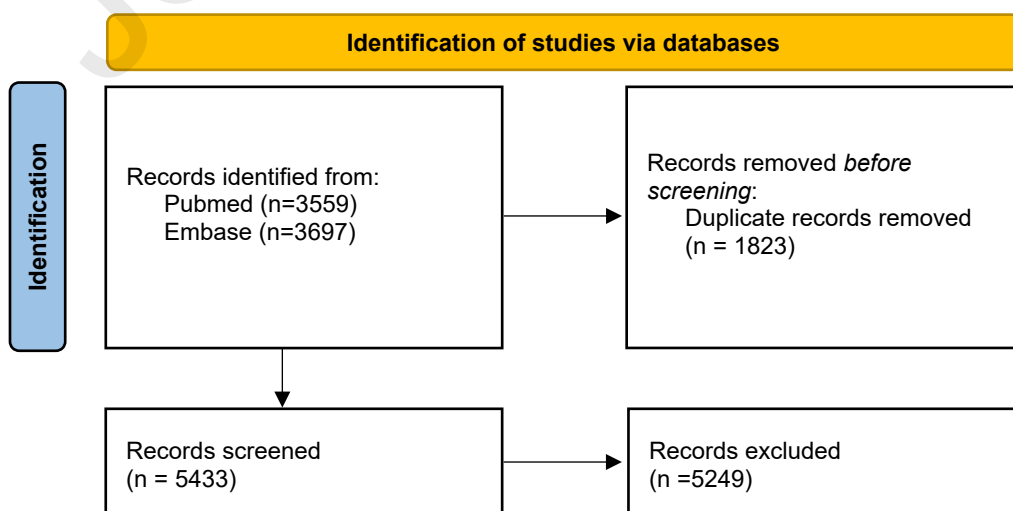 Identification of studies via databases
Identification
Records identified from:
Pubmed (n=3559)
Embase (n=3697)
Records removed before
screening:
Duplicate records removed
(n = 1823)
Records screened
(n = 5433)
Records excluded
(n =5249)